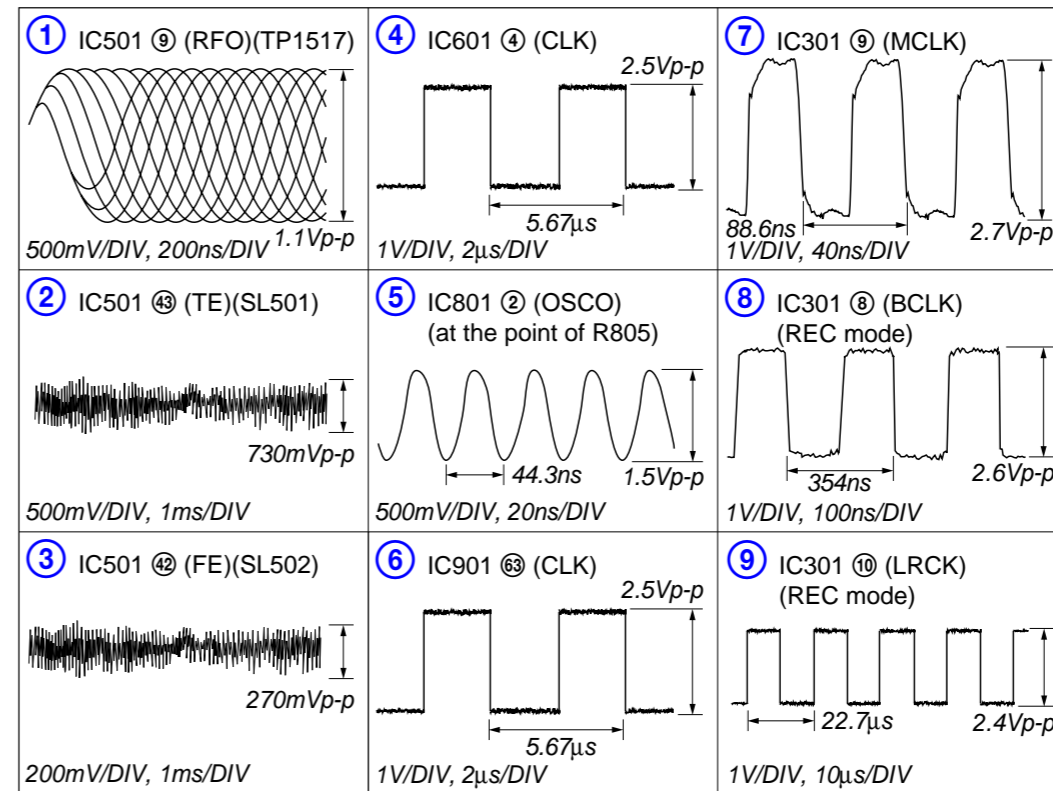 1 IC501 ⑨ (RFO)(TP1517)
1.1Vp-p
500mV/DIV, 200ns/DIV
2 IC501 ㊸ (TE)(SL501)
730mVp-p
500mV/DIV, 1ms/DIV
3 IC501 ㊷ (FE)(SL502)
270mVp-p
200mV/DIV, 1ms/DIV
4 IC601 ④ (CLK)
2.5Vp-p
5.67µs
1V/DIV, 2µs/DIV
5 IC801 ② (OSCO)
(at the point of R805)
44.3ns
1.5Vp-p
500mV/DIV, 20ns/DIV
6 IC901 63 (CLK)
2.5Vp-p
5.67µs
1V/DIV, 2µs/DIV
7 IC301 ⑨ (MCLK)
88.6ns
2.7Vp-p
1V/DIV, 40ns/DIV
8 IC301 ⑧ (BCLK)
(REC mode)
354ns
2.6Vp-p
1V/DIV, 100ns/DIV
9 IC301 ⑩ (LRCK)
(REC mode)
22.7µs
2.4Vp-p
1V/DIV, 10µs/DIV